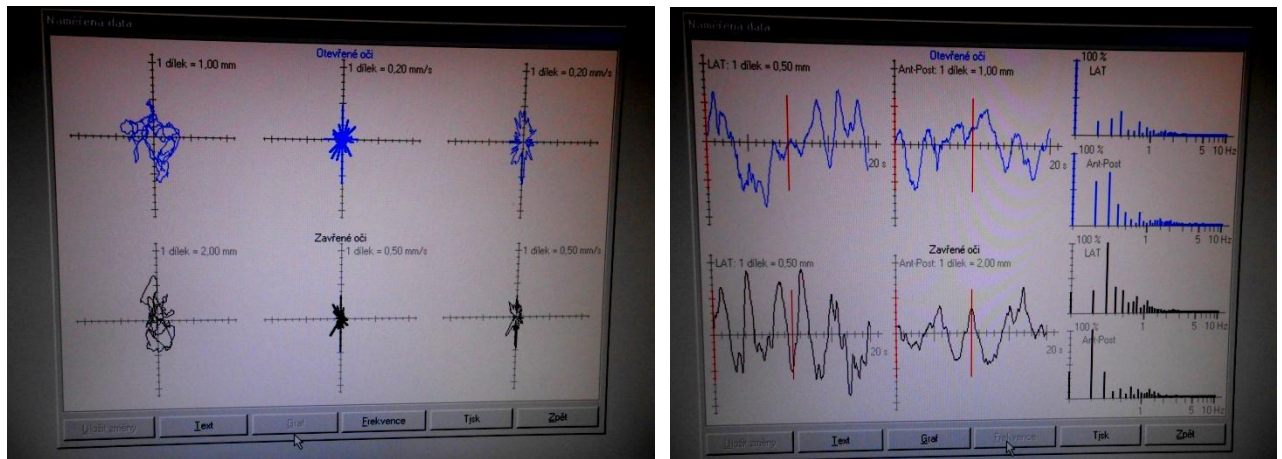 Naměřená data
Otevřené oči
1 dílek = 1,00 mm
1 dílek = 0,20 mm/s
1 dílek = 0,20 mm/s
Zavřené oči
1 dílek = 2,00 mm
1 dílek = 0,50 mm/s
1 dílek = 0,50 mm/s
Uložit změny
Text
Graf
Frekvence
Tisk
Zpět
Naměřená data
Otevřené oči
LAT: 1 dílek = 0,50 mm
20 s
Ant-Post: 1 dílek = 1,00 mm
20 s
100 %
LAT
1 5 10 Hz
100 %
Ant-Post
1 5 10 Hz
Zavřené oči
LAT: 1 dílek = 0,50 mm
20 s
Ant-Post: 1 dílek = 2,00 mm
20 s
100 %
LAT
1 5 10 Hz
100 %
Ant-Post
1 5 10 Hz
Uložit změny
Text
Graf
Frekvence
Tisk
Zpět